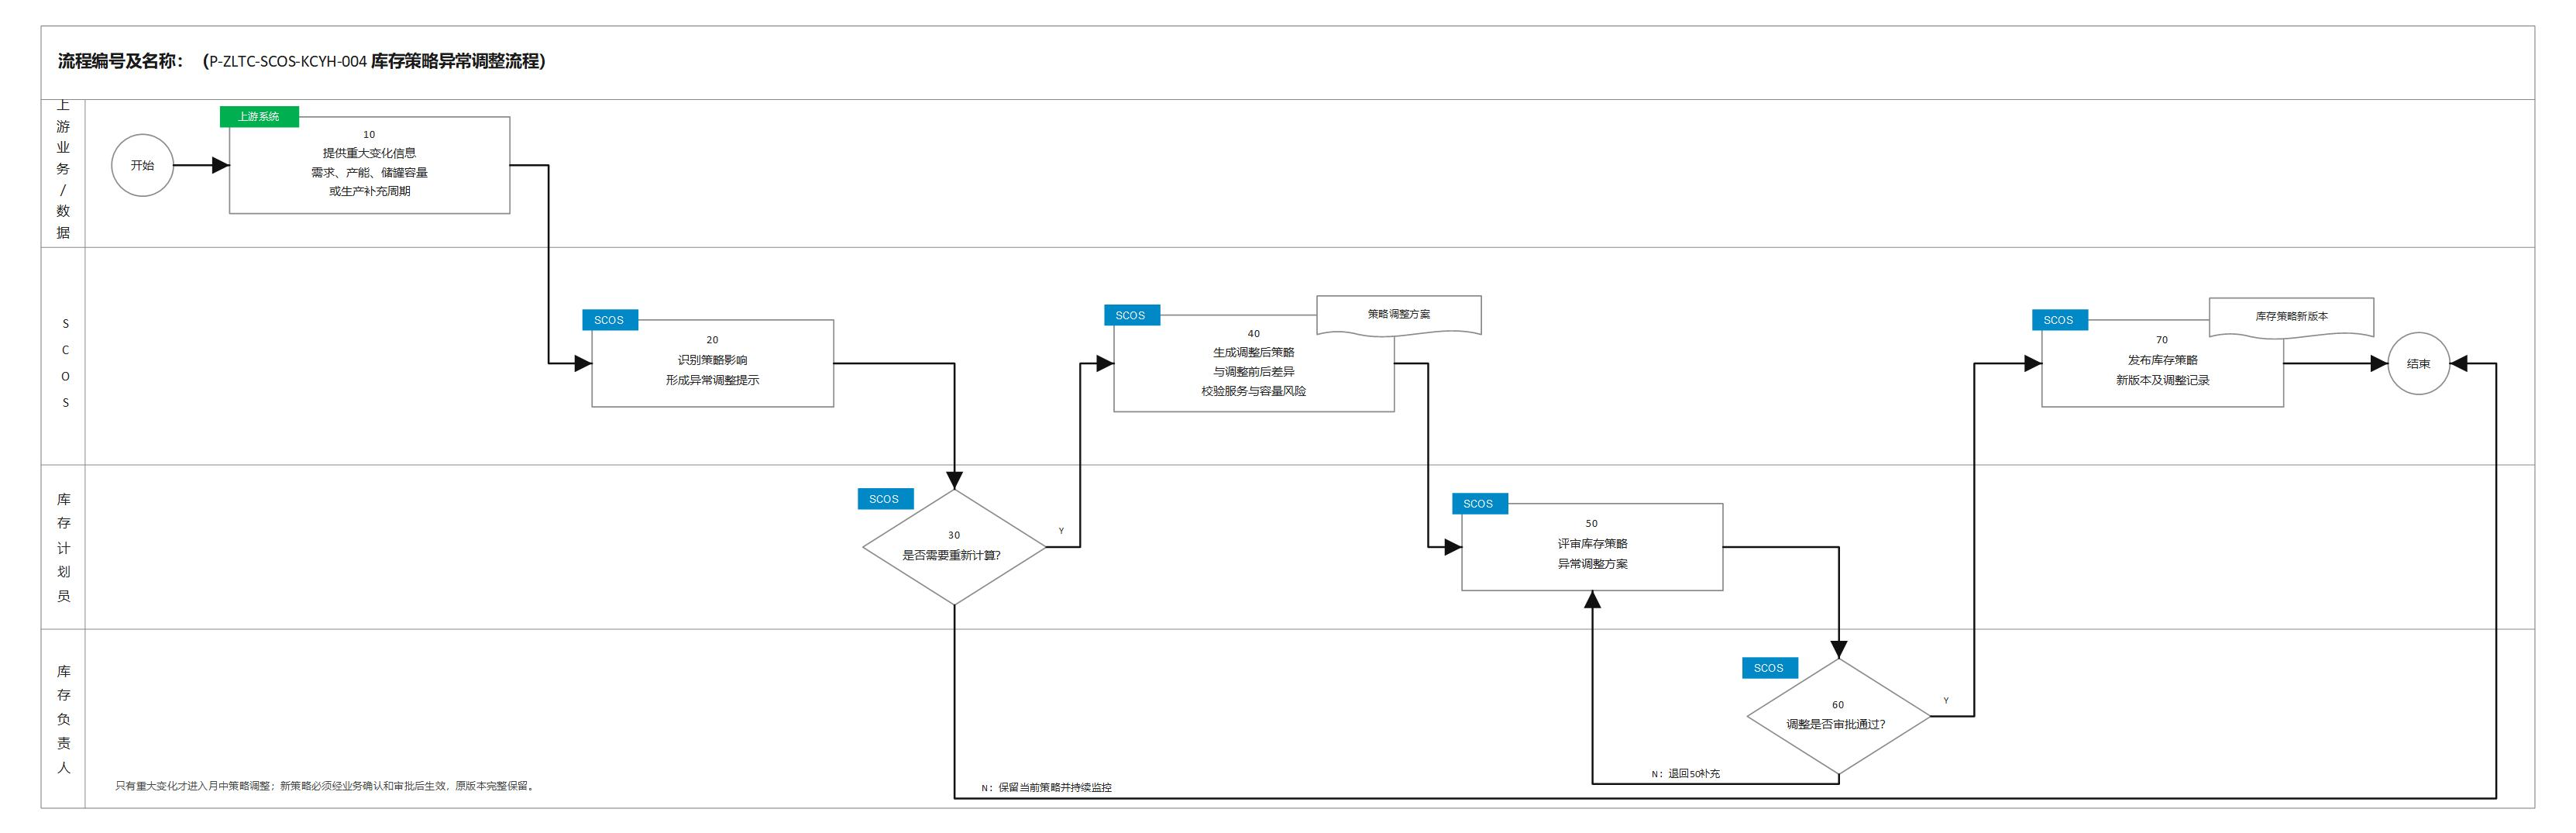 流程编号及名称：（P-ZLTC-SCOS-KCYH-004 库存策略异常调整流程）
上游业务/数据
开始
上游系统
10
提供重大变化信息
需求、产能、储罐容量
或生产补充周期
SCOS
SCOS
20
识别策略影响
形成异常调整提示
SCOS
策略调整方案
40
生成调整后策略
与调整前后差异
校验服务与容量风险
SCOS
库存策略新版本
70
发布库存策略
新版本及调整记录
结束
库存计划员
SCOS
30
是否需要重新计算？
Y
SCOS
50
评审库存策略
异常调整方案
库存负责人
SCOS
60
调整是否审批通过？
Y
N：退回50补充
N：保留当前策略并持续监控
只有重大变化才进入月中策略调整；新策略必须经业务确认和审批后生效，原版本完整保留。